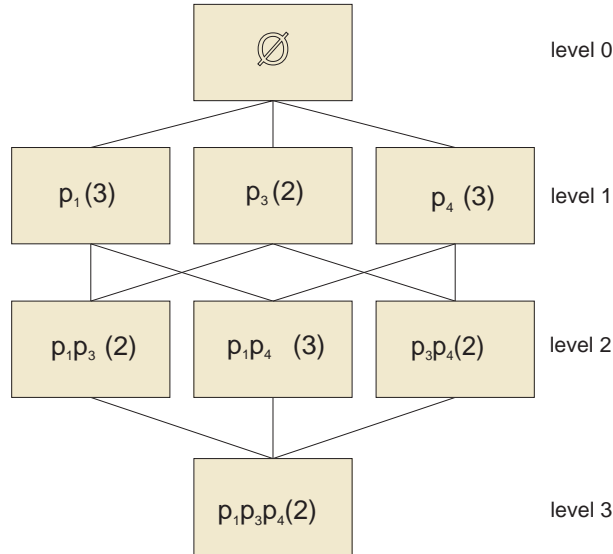 ∅ level 0
p₁(3) p₃(2) p₄ (3) level 1
p₁p₃ (2) p₁p₄ (3) p₃p₄(2) level 2
p₁p₃p₄(2) level 3